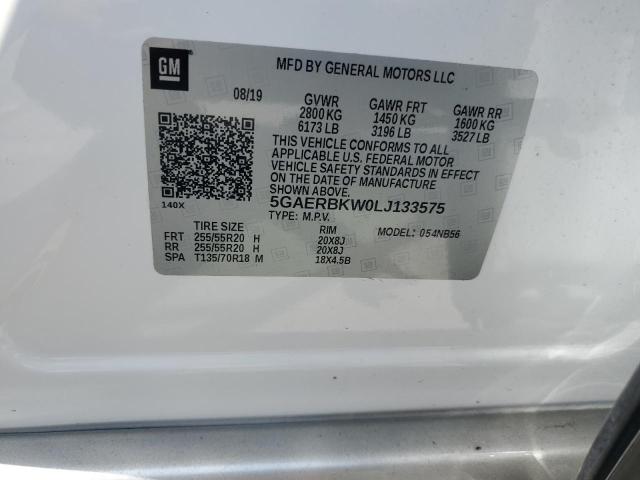 GM
MFD BY GENERAL MOTORS LLC
08/19 GVWR GAWR FRT GAWR RR
2800 KG 1450 KG 1600 KG
6173 LB 3196 LB 3527 LB
THIS VEHICLE CONFORMS TO ALL
APPLICABLE U.S. FEDERAL MOTOR
VEHICLE SAFETY STANDARDS IN EFFECT
ON THE DATE OF MANUFACTURE
SHOWN ABOVE.
140X 5GAERBKW0LJ133575
TYPE: M.P.V. MODEL: 054NB56
TIRE SIZE RIM
FRT 255/55R20 H 20X8J
RR 255/55R20 H 20X8J
SPA T135/70R18 M 18X4.5B